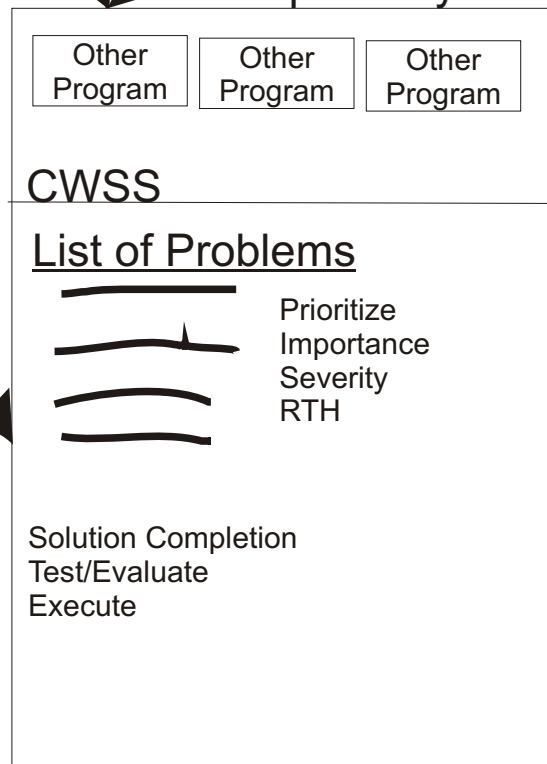 Other
Program
Other
Program
Other
Program
CWSS
List of Problems
Prioritize
Importance
Severity
RTH
Solution Completion
Test/Evaluate
Execute